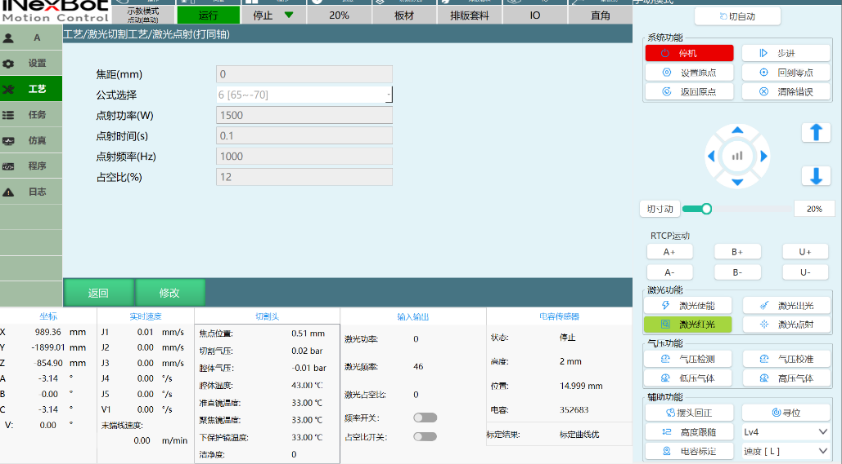 iNexBot
Motion Control
示教模式
点动(单动)
运行
停止
20%
板材
排版套料
IO
直角
手动模式
切自动
A
设置
工艺
任务
仿真
程序
日志
工艺/激光切割工艺/激光点射(打同轴)
焦距(mm) 0
公式选择 6 [65~-70]
点射功率(W) 1500
点射时间(s) 0.1
点射频率(Hz) 1000
占空比(%) 12
返回
修改
系统功能
停机
步进
设置原点
回到零点
返回原点
清除错误
切寸动
20%
RTCP运动
A+ B+ U+
A- B- U-
激光功能
激光使能
激光出光
激光红光
激光点射
气压功能
气压检测
气压校准
低压气体
高压气体
辅助功能
摆头回正
寻位
高度跟随
Lv4
电容标定
速度 [ L ]
坐标
X 989.36 mm
Y -1899.01 mm
Z -854.90 mm
A -3.14 °
B -0.00 °
C -3.14 °
V: 0.00 °
实时速度
J1 0.01 mm/s
J2 0.00 mm/s
J3 0.00 mm/s
J4 0.00 °/s
J5 0.00 °/s
V1 0.00 °/s
末端线速度:
0.00 m/min
切割头
焦点位置: 0.51 mm
切割气压: 0.02 bar
腔体气压: -0.01 bar
腔体温度: 43.00 ℃
准直镜温度: 33.00 ℃
聚焦镜温度: 33.00 ℃
下保护镜温度: 33.00 ℃
洁净度: 0
输入输出
激光功率: 0
激光频率: 46
激光占空比: 0
频率开关:
占空比开关:
电容传感器
状态: 停止
高度: 2 mm
位置: 14.999 mm
电容: 352683
标定结果: 标定曲线优